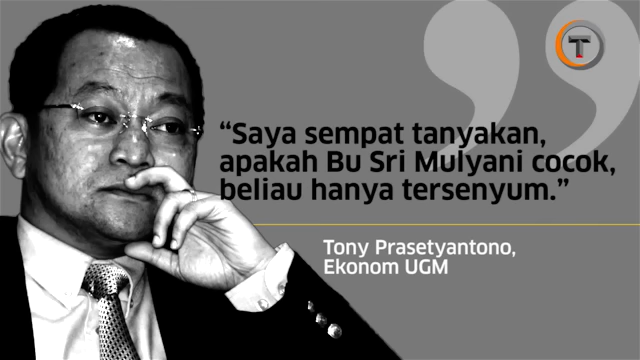 T
“Saya sempat tanyakan,
apakah Bu Sri Mulyani cocok,
beliau hanya tersenyum.”
Tony Prasetyantono,
Ekonom UGM